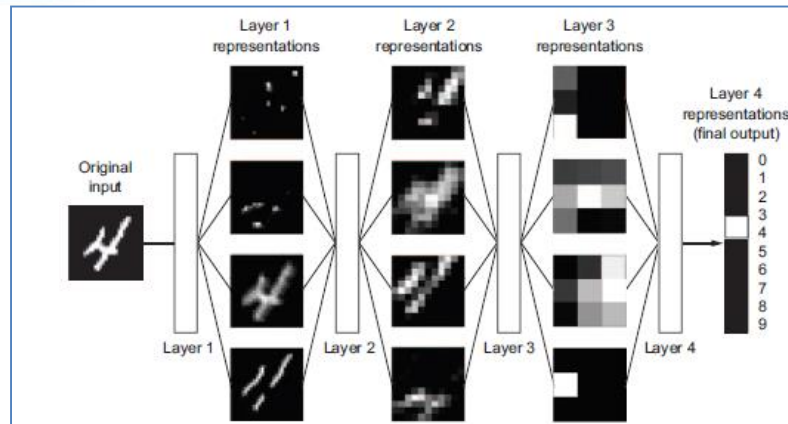 Layer 1
representations
Layer 2
representations
Layer 3
representations
Layer 4
representations
(final output)
Original
input
0
1
2
3
4
5
6
7
8
9
Layer 1
Layer 2
Layer 3
Layer 4